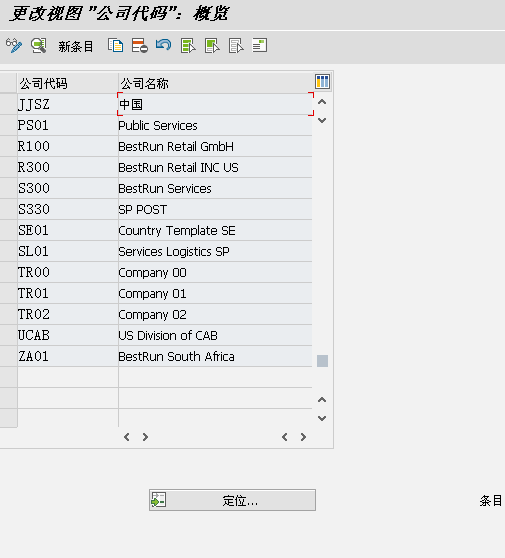 更改视图"公司代码": 概览
新条目
公司代码 公司名称
JJSZ 中国
PS01 Public Services
R100 BestRun Retail GmbH
R300 BestRun Retail INC US
S300 BestRun Services
S330 SP POST
SE01 Country Template SE
SL01 Services Logistics SP
TR00 Company 00
TR01 Company 01
TR02 Company 02
UCAB US Division of CAB
ZA01 BestRun South Africa
定位... 条目